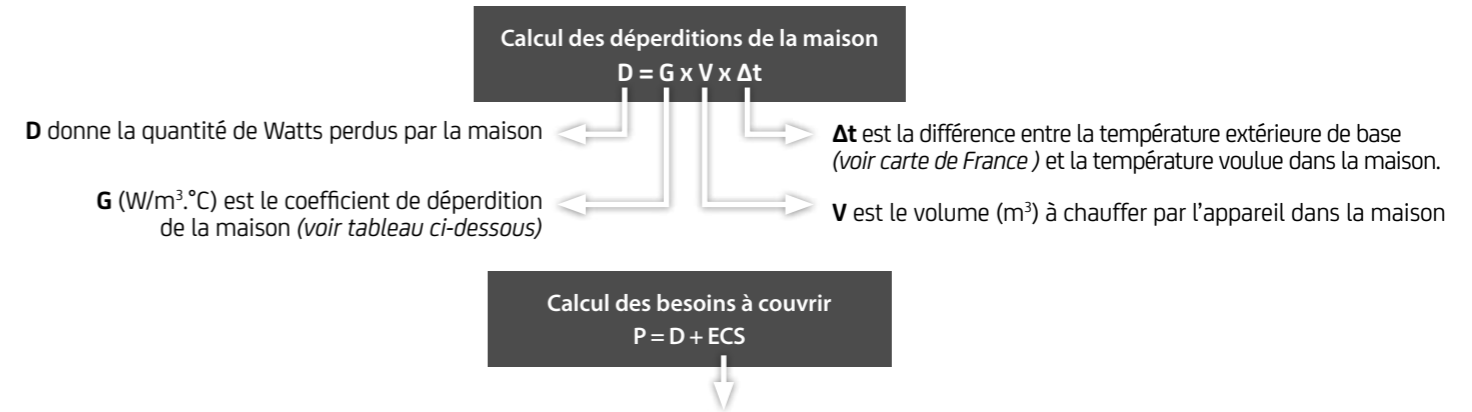 Calcul des déperditions de la maison
D = G x V x Δt
D donne la quantité de Watts perdus par la maison
Δt est la différence entre la température extérieure de base
(voir carte de France ) et la température voulue dans la maison.
G (W/m³.°C) est le coefficient de déperdition
de la maison (voir tableau ci-dessous)
V est le volume (m³) à chauffer par l’appareil dans la maison
Calcul des besoins à couvrir
P = D + ECS